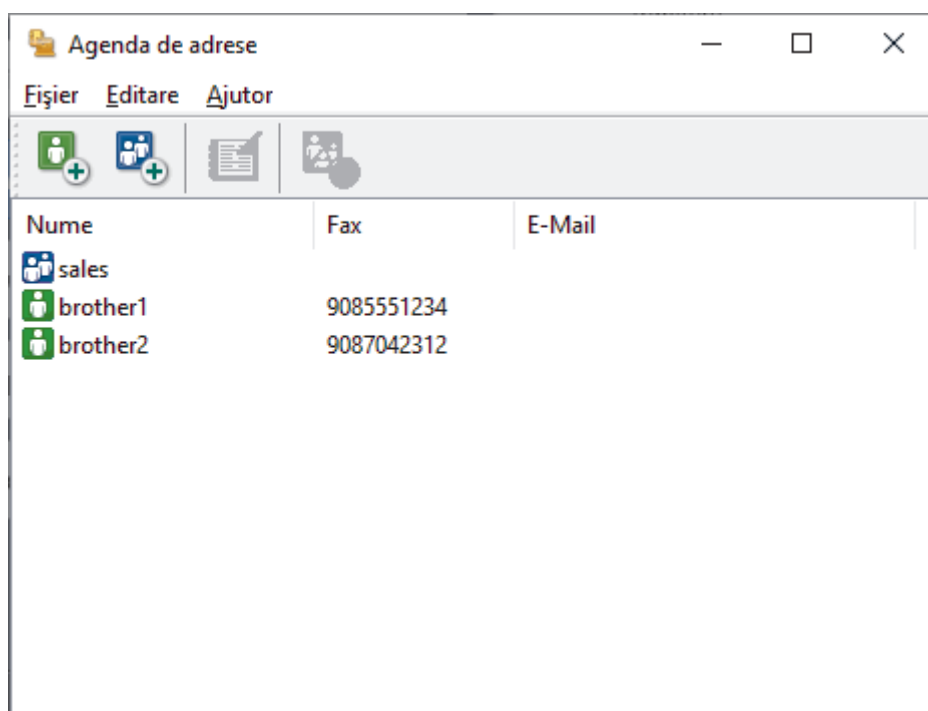 Agenda de adrese
Fişier Editare Ajutor
Nume Fax E-Mail
sales
brother1 9085551234
brother2 9087042312